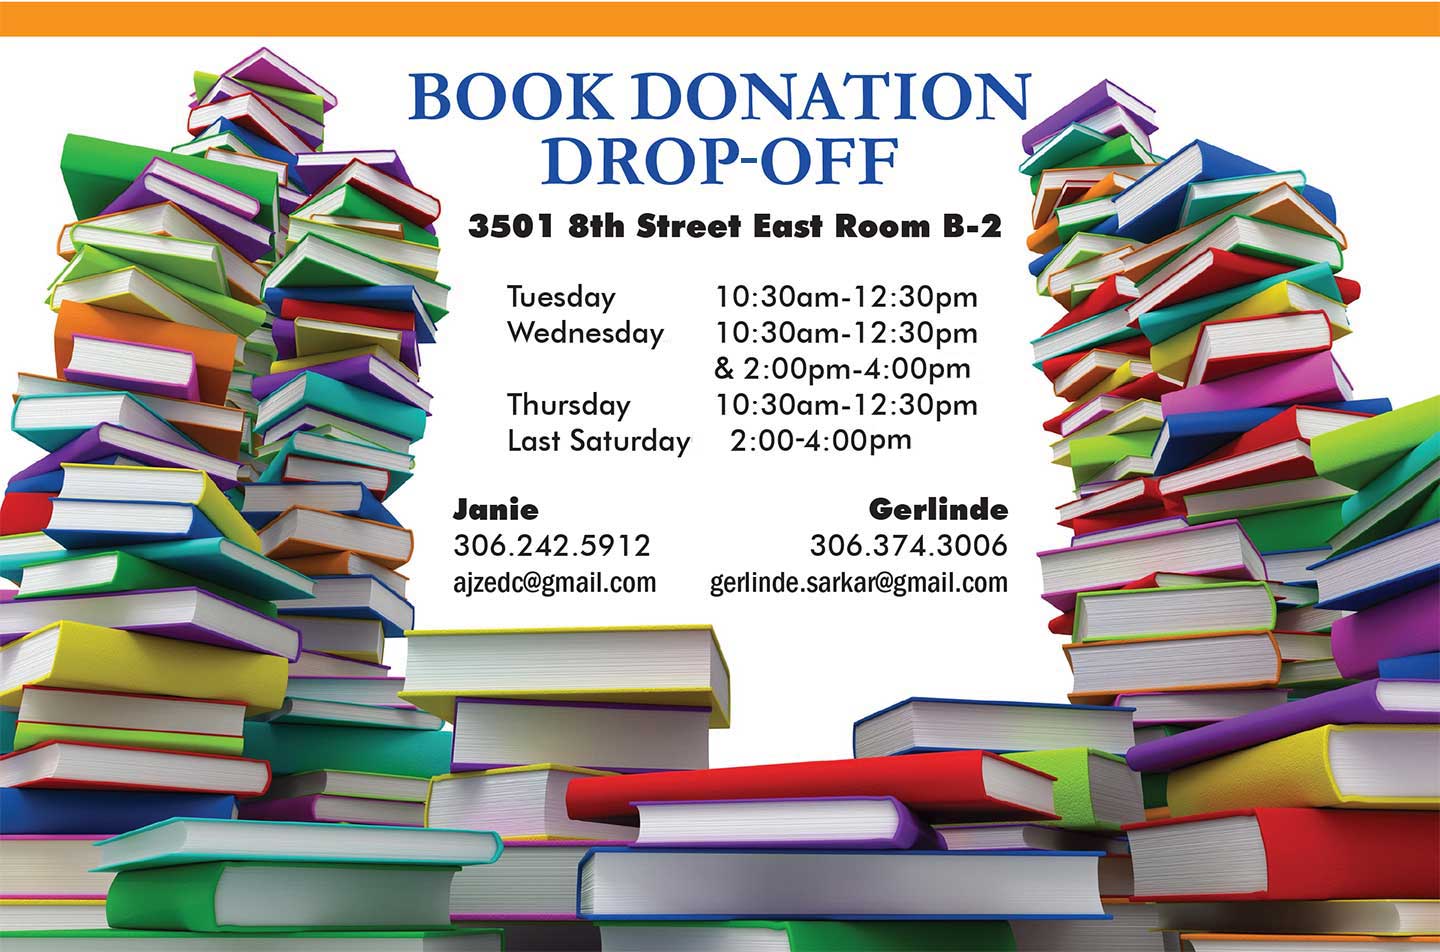 BOOK DONATION
DROP-OFF
3501 8th Street East Room B-2
Tuesday 10:30am-12:30pm
Wednesday 10:30am-12:30pm
& 2:00pm-4:00pm
Thursday 10:30am-12:30pm
Last Saturday 2:00-4:00pm
Janie
306.242.5912
ajzedc@gmail.com
Gerlinde
306.374.3006
gerlinde.sarkar@gmail.com